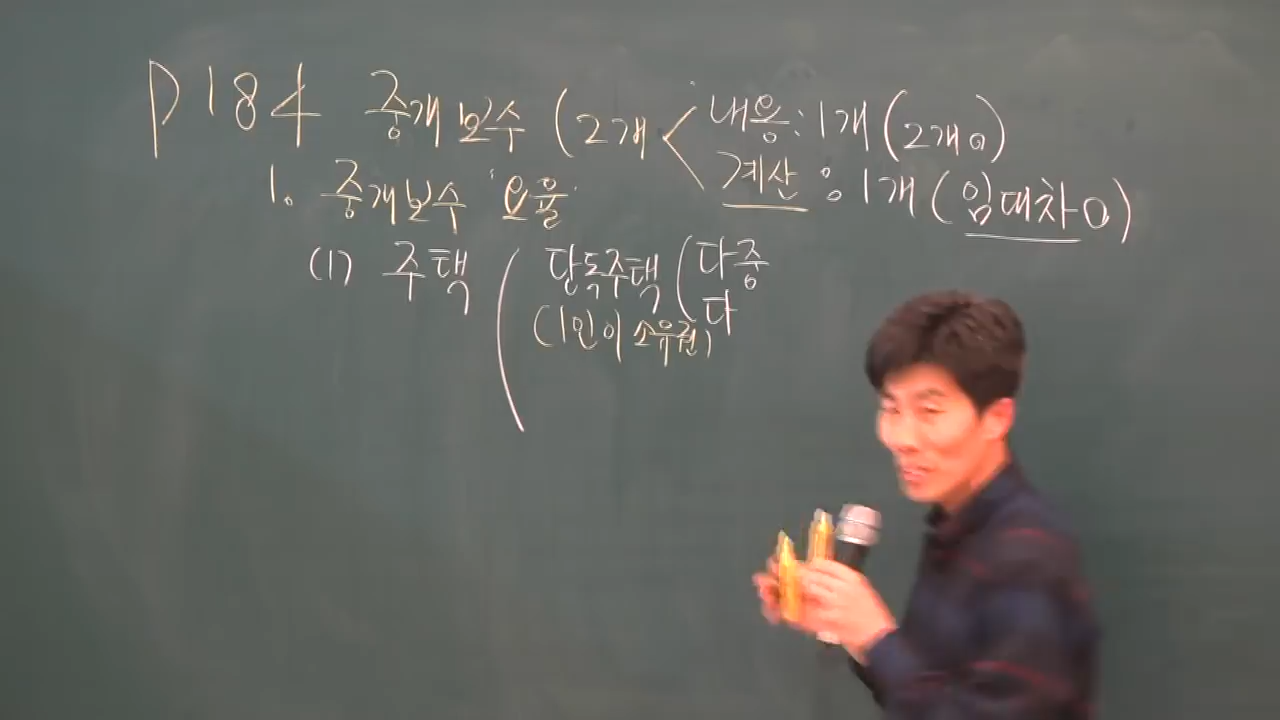 P184 중개보수 (2개 < 내용 : 1개 (2개 0)
계산 : 1개 (임대차 0)
1. 중개보수 '요율'
(1) 주택 ( 단독주택 ( 다중
다
(1인이 소유권)